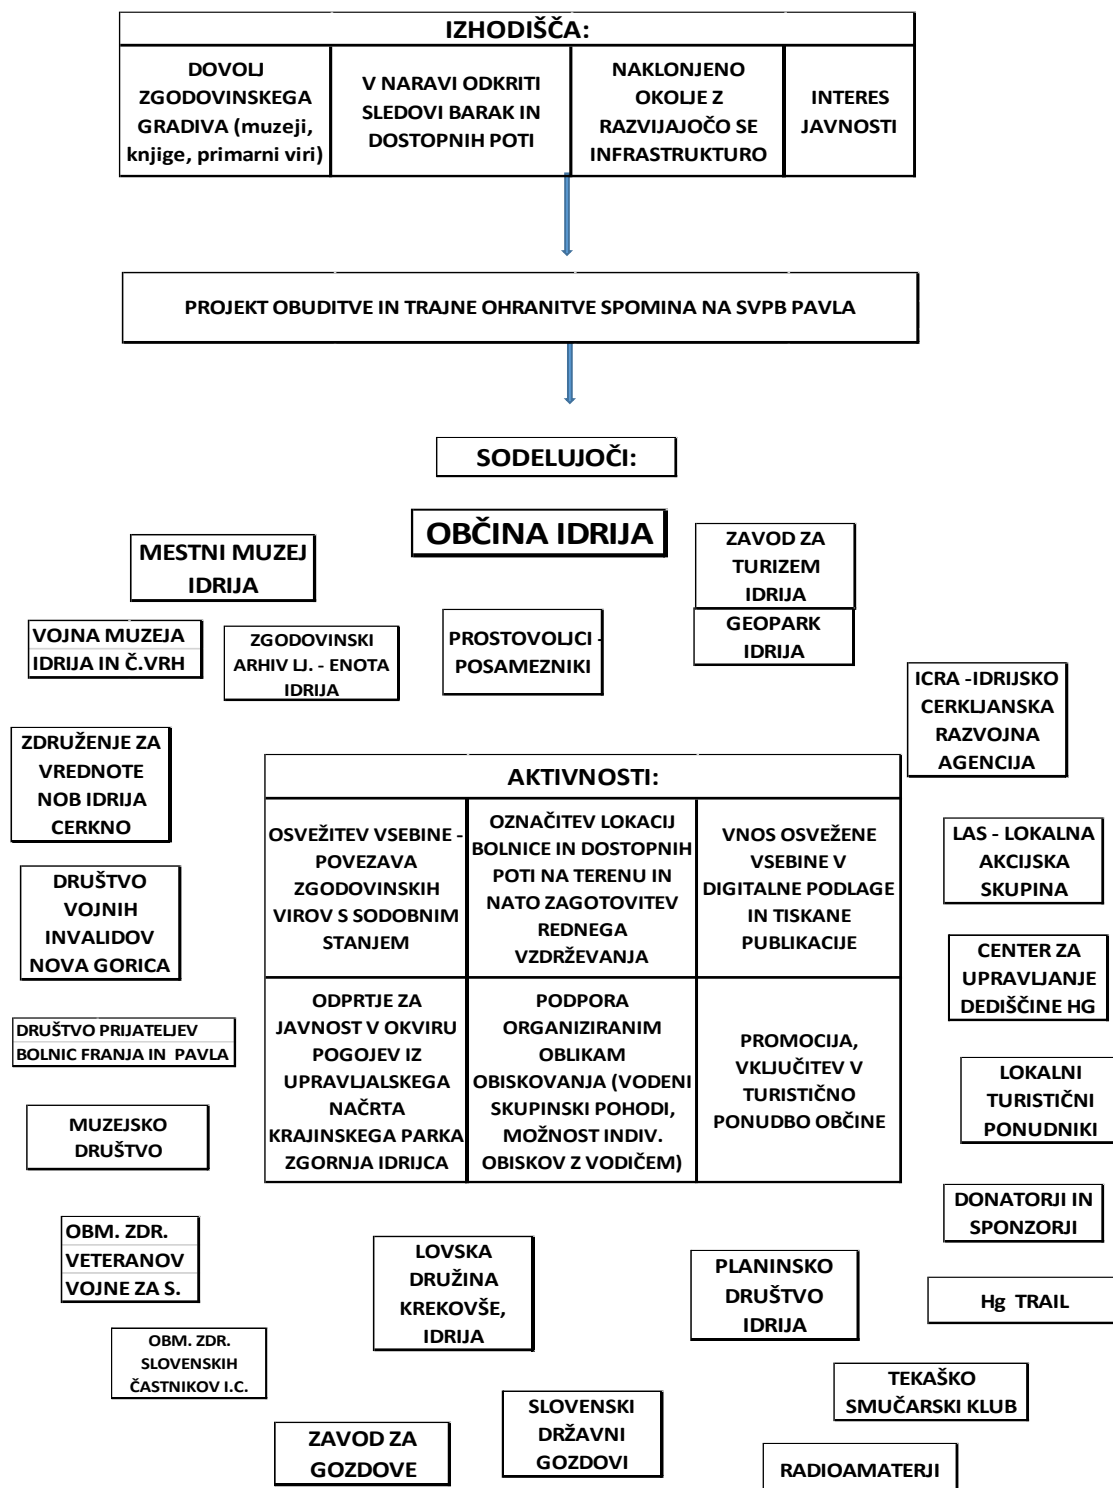 IZHODIŠČA:
DOVOLJ
ZGODOVINSKEGA
GRADIVA (muzeji,
knjige, primarni viri)
V NARAVI ODKRITI
SLEDOVI BARAK IN
DOSTOPNIH POTI
NAKLONJENO
OKOLJE Z
RAZVIJAJOČO SE
INFRASTRUKTURO
INTERES
JAVNOSTI
PROJEKT OBUDITVE IN TRAJNE OHRANITVE SPOMINA NA SVPB PAVLA
SODELUJOČI:
OBČINA IDRIJA
MESTNI MUZEJ
IDRIJA
ZAVOD ZA
TURIZEM
IDRIJA
GEOPARK
IDRIJA
VOJNA MUZEJA
IDRIJA IN Č.VRH
ZGODOVINSKI
ARHIV LJ. - ENOTA
IDRIJA
PROSTOVOLJCI -
POSAMEZNIKI
ICRA -IDRIJSKO
CERKLJANSKA
RAZVOJNA
AGENCIJA
ZDRUŽENJE ZA
VREDNOTE
NOB IDRIJA
CERKNO
AKTIVNOSTI:
OSVEŽITEV VSEBINE -
POVEZAVA
ZGODOVINSKIH
VIROV S SODOBNIM
STANJEM
OZNAČITEV LOKACIJ
BOLNICE IN DOSTOPNIH
POTI NA TERENU IN
NATO ZAGOTOVITEV
REDNEGA
VZDRŽEVANJA
VNOS OSVEŽENE
VSEBINE V
DIGITALNE PODLAGE
IN TISKANE
PUBLIKACIJE
ODPRTJE ZA
JAVNOST V OKVIRU
POGOJEV IZ
UPRAVLJALSKEGA
NAČRTA
KRAJINSKEGA PARKA
ZGORNJA IDRIJCA
PODPORA
ORGANIZIRANIM
OBLIKAM
OBISKOVANJA (VODENI
SKUPINSKI POHODI,
MOŽNOST INDIV.
OBISKOV Z VODIČEM)
PROMOCIJA,
VKLJUČITEV V
TURISTIČNO
PONUDBO OBČINE
LAS - LOKALNA
AKCIJSKA
SKUPINA
DRUŠTVO
VOJNIH
INVALIDOV
NOVA GORICA
CENTER ZA
UPRAVLJANJE
DEDIŠČINE HG
DRUŠTVO PRIJATELJEV
BOLNIC FRANJA IN PAVLA
LOKALNI
TURISTIČNI
PONUDNIKI
MUZEJSKO
DRUŠTVO
DONATORJI IN
SPONZORJI
OBM. ZDR.
VETERANOV
VOJNE ZA S.
LOVSKA
DRUŽINA
KREKOVŠE,
IDRIJA
PLANINSKO
DRUŠTVO
IDRIJA
Hg TRAIL
OBM. ZDR.
SLOVENSKIH
ČASTNIKOV I.C.
TEKAŠKO
SMUČARSKI KLUB
ZAVOD ZA
GOZDOVE
SLOVENSKI
DRŽAVNI
GOZDOVI
RADIOAMATERJI